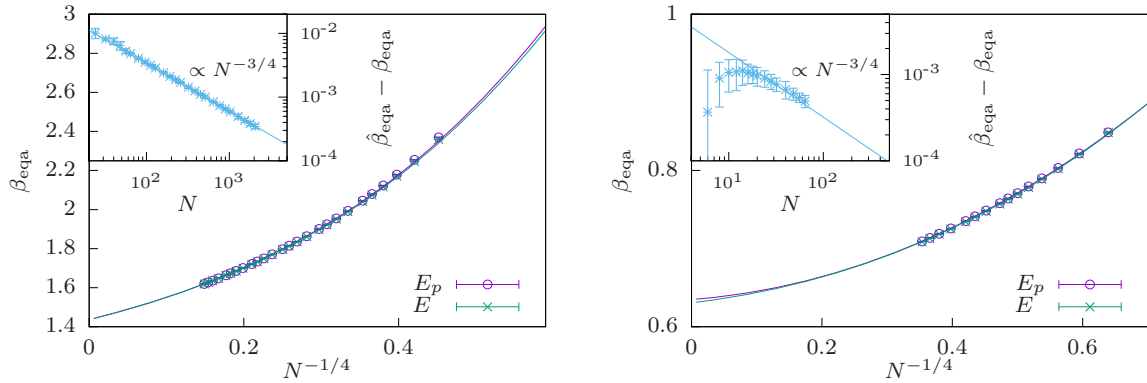 3
2.8
2.6
2.4
2.2
2
1.8
1.6
1.4
β_eqa
0
0.2
0.4
N^{-1/4}
E_p
E
10^2
10^3
N
10^{-2}
10^{-3}
10^{-4}
β̂_eqa − β_eqa
∝ N^{-3/4}
1
0.8
0.6
β_eqa
0
0.2
0.4
0.6
N^{-1/4}
E_p
E
10^1
10^2
N
10^{-3}
10^{-4}
β̂_eqa − β_eqa
∝ N^{-3/4}